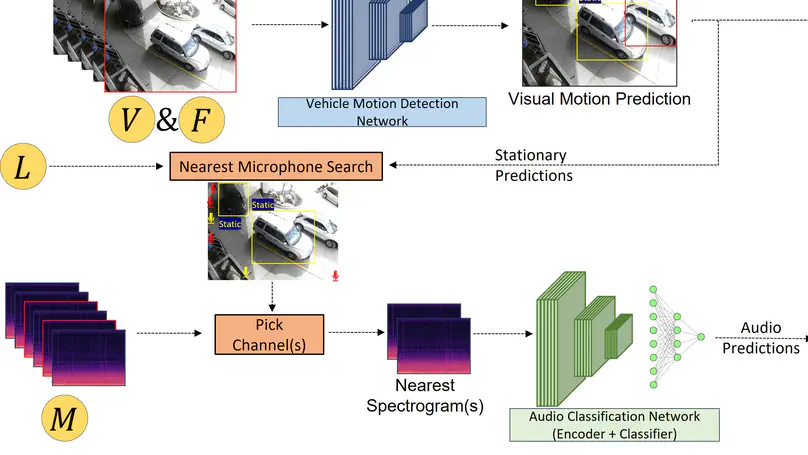 V & F
Vehicle Motion Detection
Network
Static
Visual Motion Prediction
L
Nearest Microphone Search
Stationary
Predictions
Static
Static
Pick
Channel(s)
Nearest
Spectrogram(s)
Audio
Predictions
M
Audio Classification Network
(Encoder + Classifier)